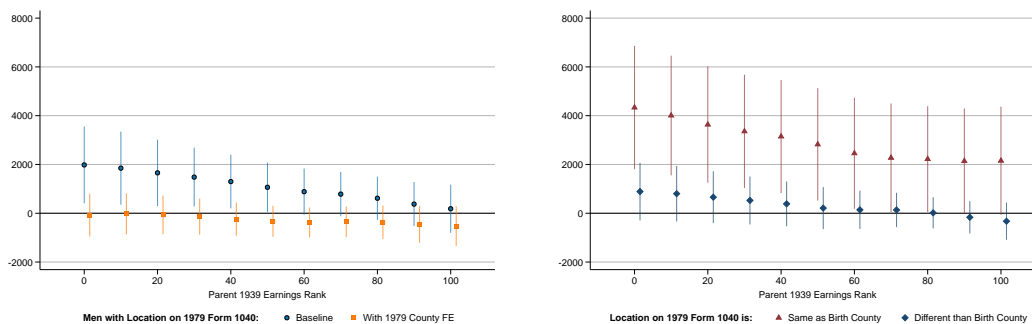 8000
6000
4000
2000
0
-2000
0 20 40 60 80 100
Parent 1939 Earnings Rank
Men with Location on 1979 Form 1040: Baseline With 1979 County FE
8000
6000
4000
2000
0
-2000
0 20 40 60 80 100
Parent 1939 Earnings Rank
Location on 1979 Form 1040 is: Same as Birth County Different than Birth County